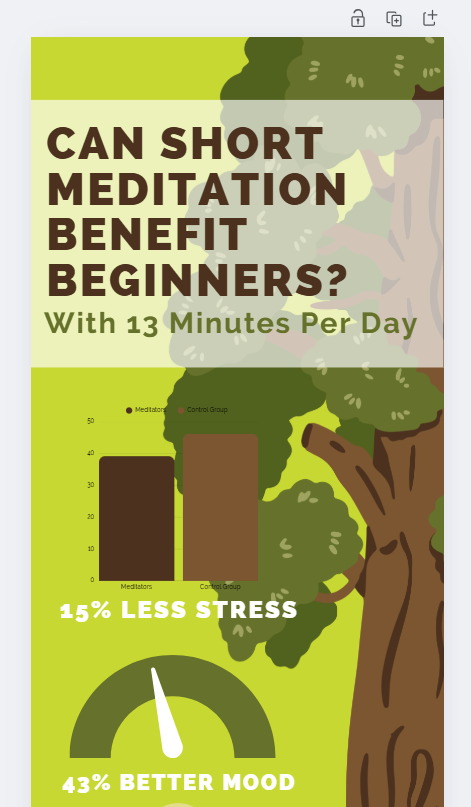 CAN SHORT
MEDITATION
BENEFIT
BEGINNERS?
With 13 Minutes Per Day
Meditators Control Group
50
40
30
20
10
0
Meditators Control Group
15% LESS STRESS
43% BETTER MOOD